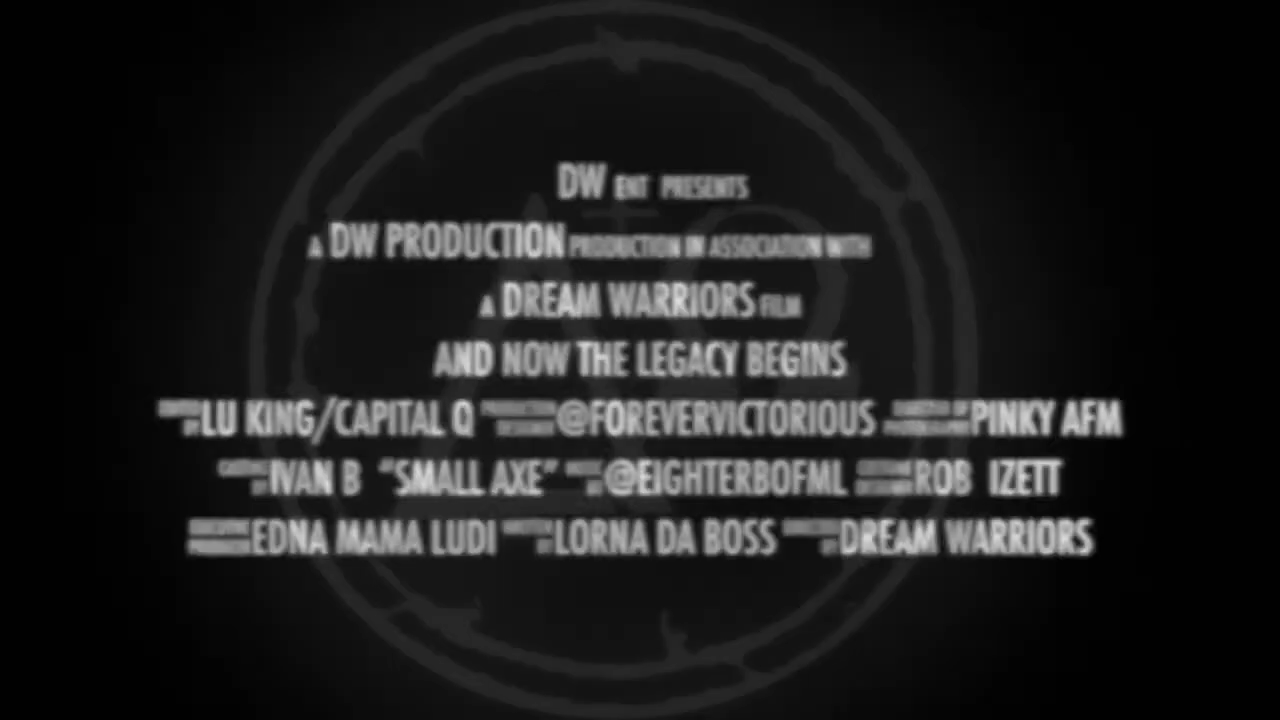 DW ENT PRESENTS
A DW PRODUCTION PRODUCTION IN ASSOCIATION WITH
A DREAM WARRIORS FILM
AND NOW THE LEGACY BEGINS
LU KING/CAPITAL Q @FOREVERVICTORIOUS PINKY AFM
IVAN B "SMALL AXE" @EIGHTERBOFML ROB IZETT
EDNA MAMA LUDI LORNA DA BOSS DREAM WARRIORS